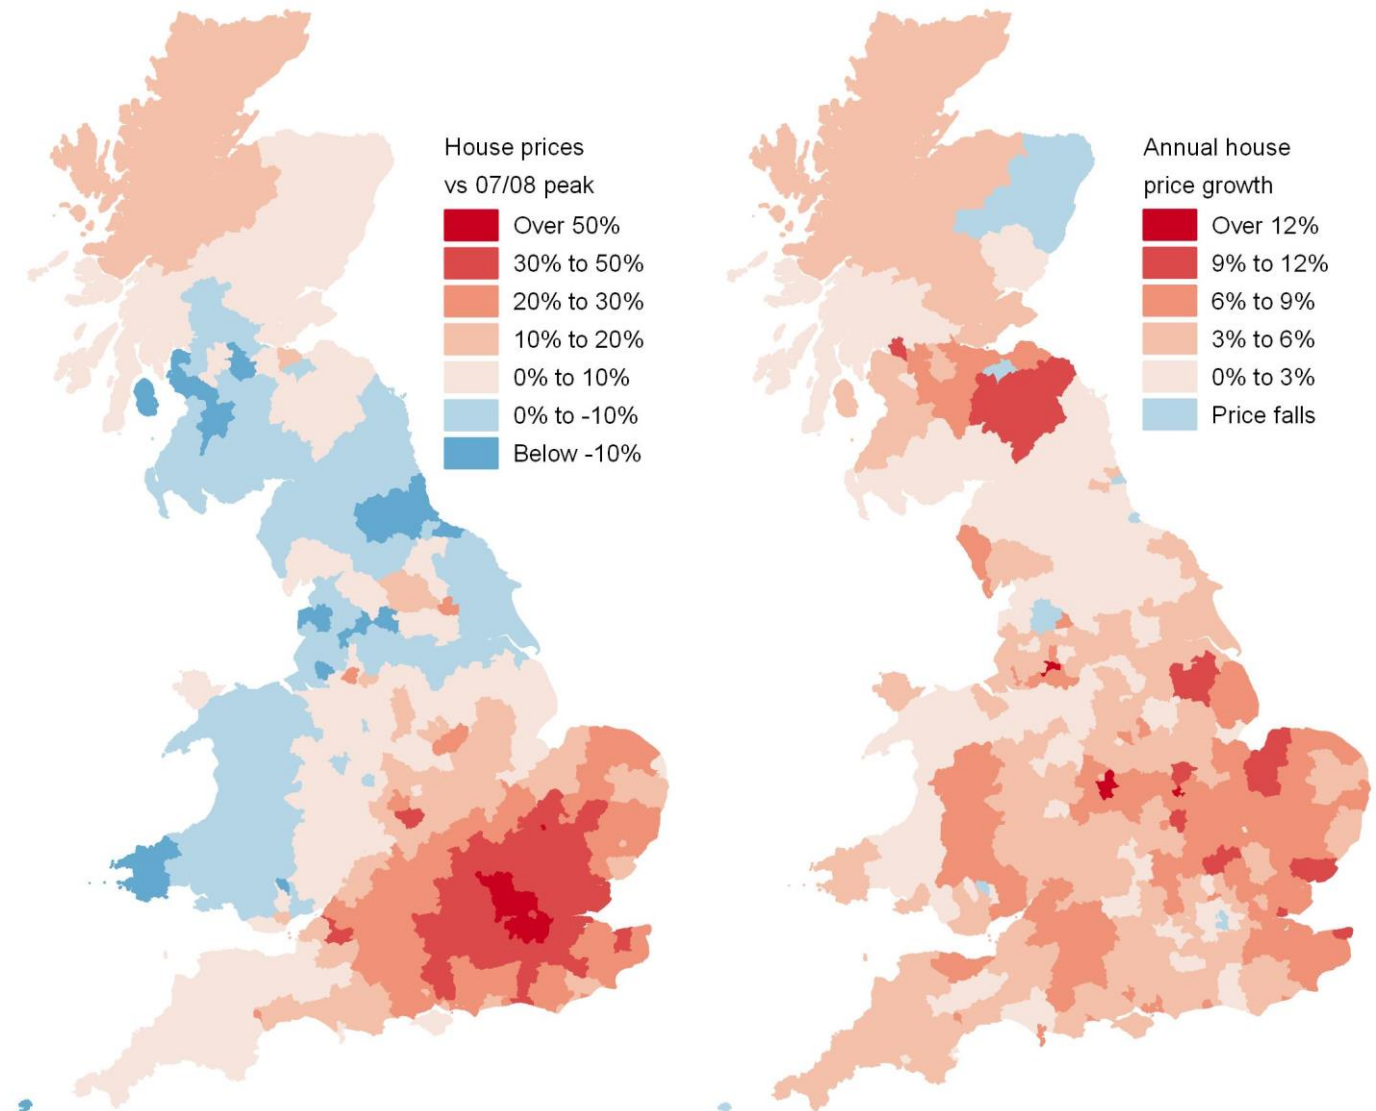 House prices
vs 07/08 peak
Over 50%
30% to 50%
20% to 30%
10% to 20%
0% to 10%
0% to -10%
Below -10%
Annual house
price growth
Over 12%
9% to 12%
6% to 9%
3% to 6%
0% to 3%
Price falls